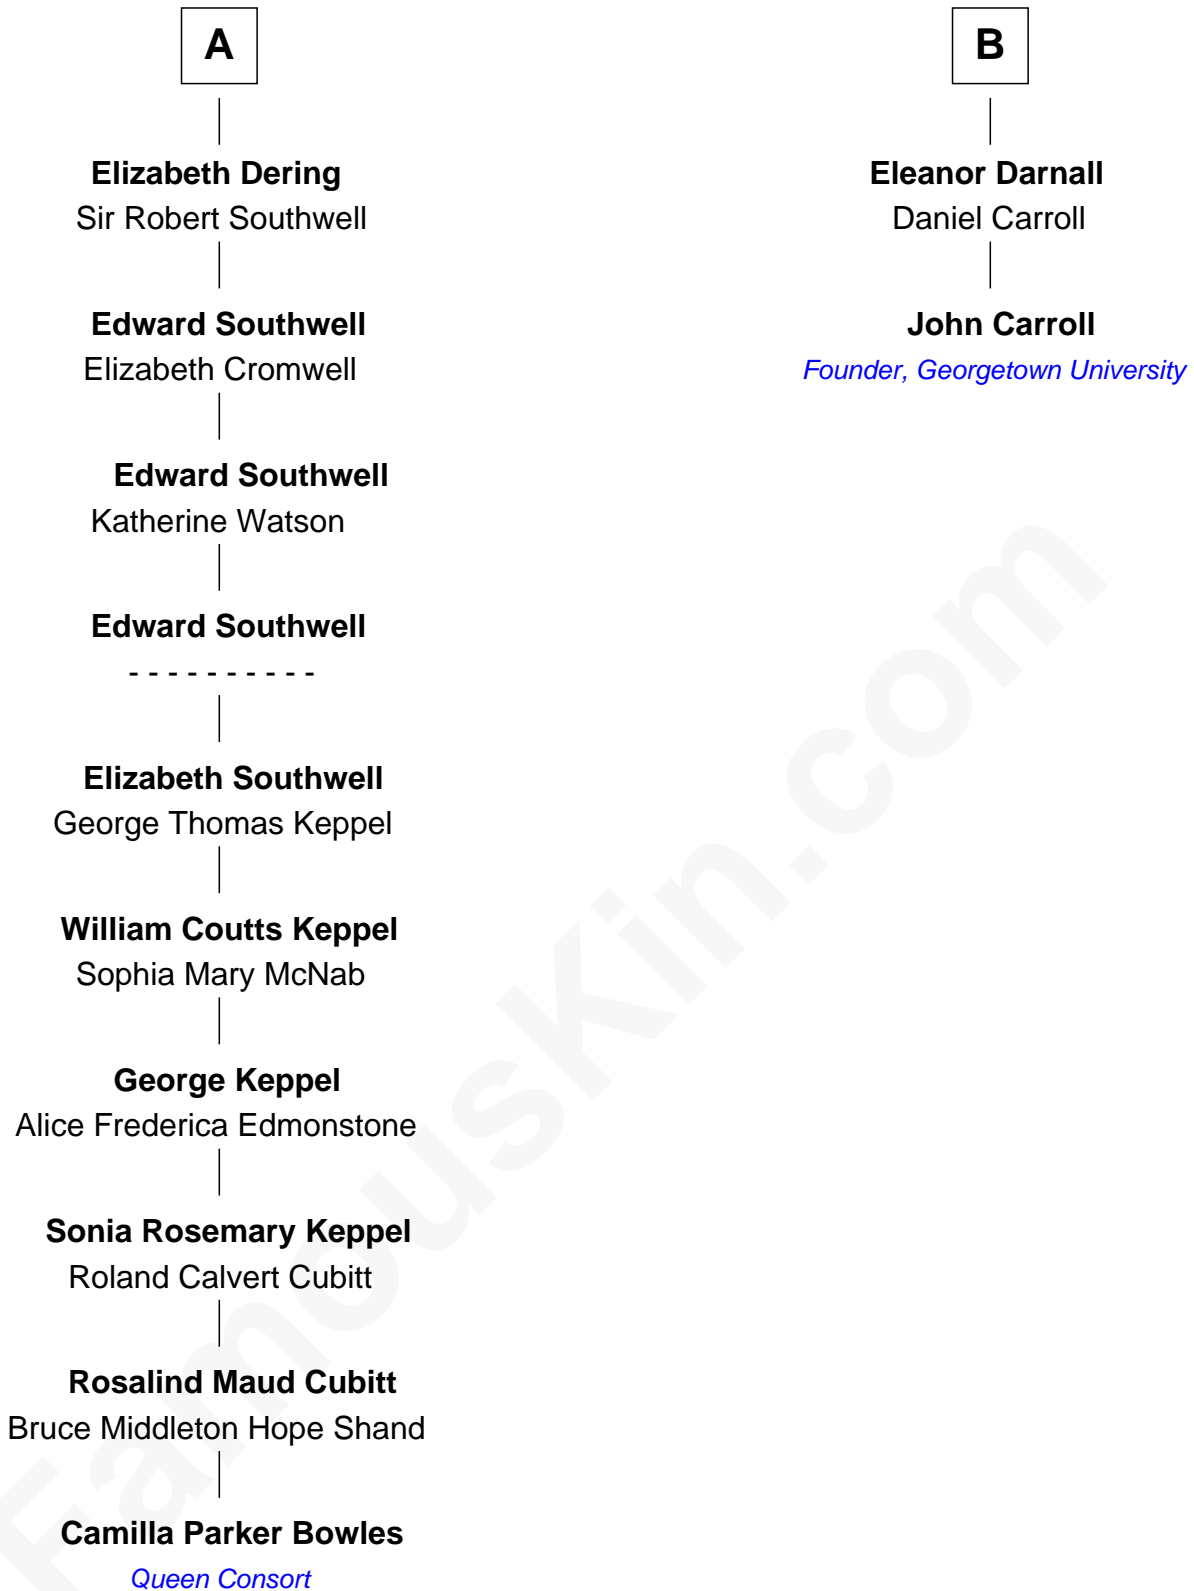 A
Elizabeth Dering
Sir Robert Southwell
Edward Southwell
Elizabeth Cromwell
Edward Southwell
Katherine Watson
Edward Southwell
- - - - - - - - - -
Elizabeth Southwell
George Thomas Keppel
William Coutts Keppel
Sophia Mary McNab
George Keppel
Alice Frederica Edmonstone
Sonia Rosemary Keppel
Roland Calvert Cubitt
Rosalind Maud Cubitt
Bruce Middleton Hope Shand
Camilla Parker Bowles
Queen Consort
B
Eleanor Darnall
Daniel Carroll
John Carroll
Founder, Georgetown University
FamousKin.com